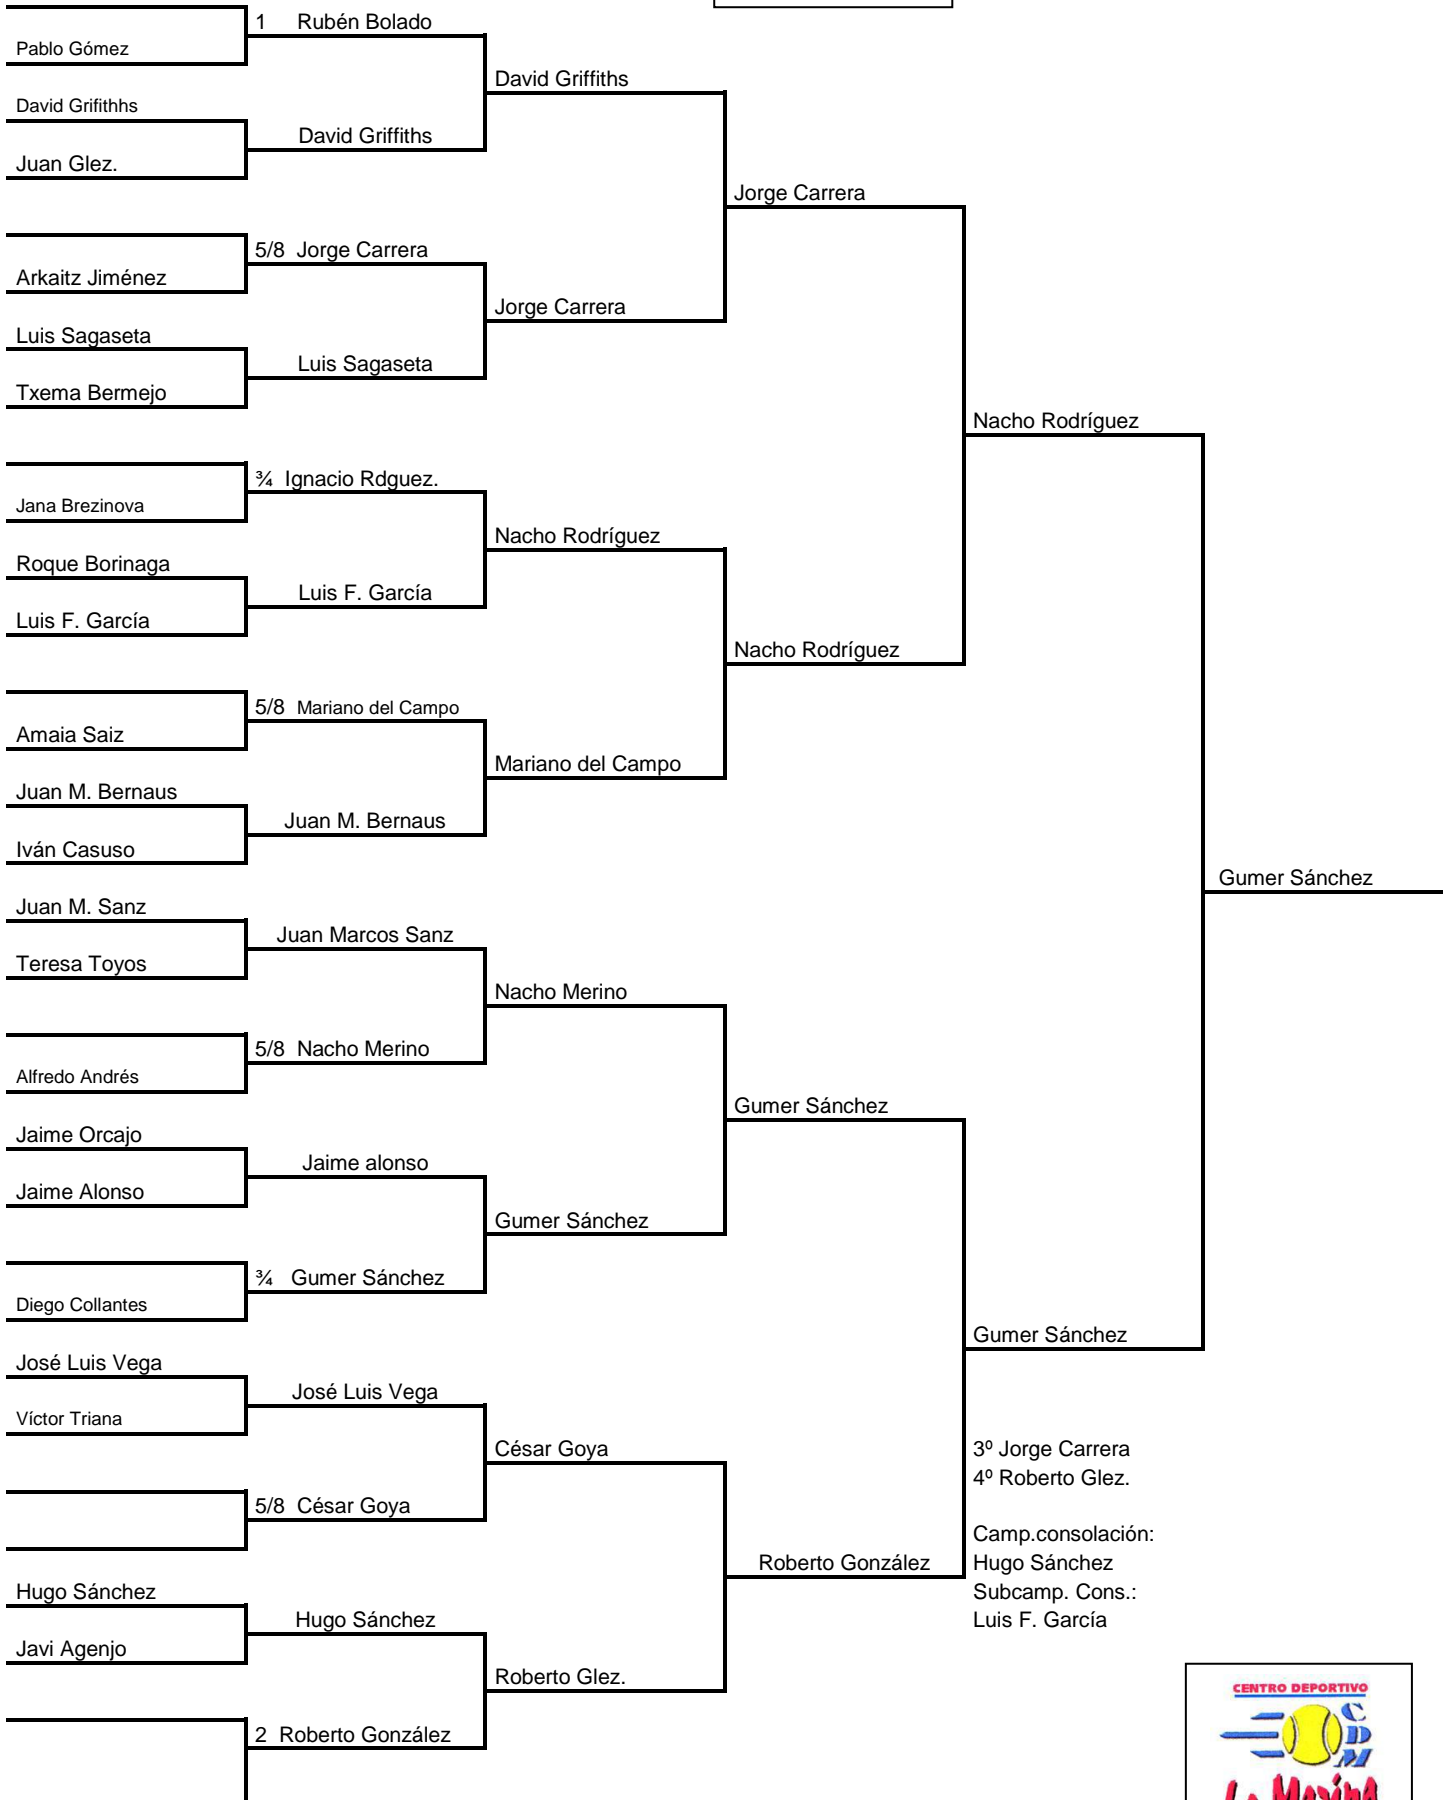 1 Rubén Bolado
Pablo Gómez
David Griffiths
David Grifithhs
David Griffiths
Juan Glez.
Jorge Carrera
5/8 Jorge Carrera
Arkaitz Jiménez
Jorge Carrera
Luis Sagaseta
Luis Sagaseta
Txema Bermejo
Nacho Rodríguez
¾ Ignacio Rdguez.
Jana Brezinova
Nacho Rodríguez
Roque Borinaga
Luis F. García
Luis F. García
Nacho Rodríguez
5/8 Mariano del Campo
Amaia Saiz
Mariano del Campo
Juan M. Bernaus
Juan M. Bernaus
Iván Casuso
Gumer Sánchez
Juan M. Sanz
Juan Marcos Sanz
Teresa Toyos
Nacho Merino
5/8 Nacho Merino
Alfredo Andrés
Gumer Sánchez
Jaime Orcajo
Jaime alonso
Jaime Alonso
Gumer Sánchez
¾ Gumer Sánchez
Diego Collantes
Gumer Sánchez
José Luis Vega
José Luis Vega
Víctor Triana
César Goya
3º Jorge Carrera
4º Roberto Glez.
5/8 César Goya
Camp.consolación:
Roberto González
Hugo Sánchez
Hugo Sánchez
Subcamp. Cons.:
Hugo Sánchez
Luis F. García
Javi Agenjo
Roberto Glez.
2 Roberto González
CENTRO DEPORTIVO
CDM
La Marina